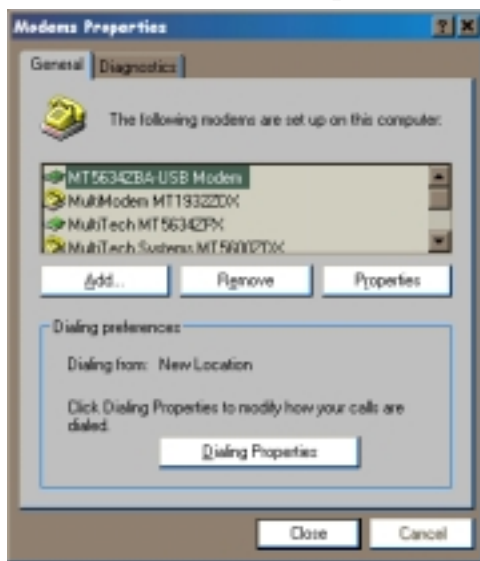 Modems Properties
General Diagnostics
The following modems are set up on this computer:
MT5634ZBA-USB Modem
MultiModem MT1932ZDX
MultiTech MT5634ZPX
MultiTech Systems MT5600ZDX
Add... Remove Properties
Dialing preferences
Dialing from: New Location
Click Dialing Properties to modify how your calls are
dialed.
Dialing Properties
Close Cancel